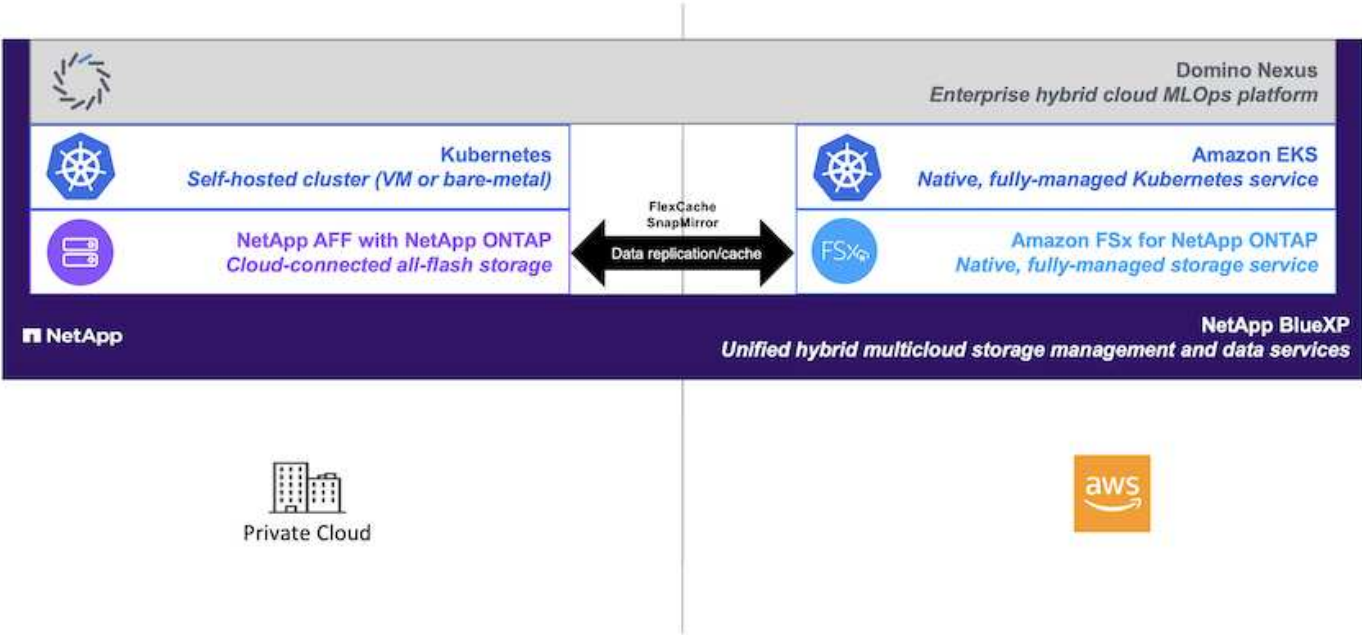 Domino Nexus
Enterprise hybrid cloud MLOps platform
Kubernetes
Self-hosted cluster (VM or bare-metal)
Amazon EKS
Native, fully-managed Kubernetes service
FlexCache
SnapMirror
Data replication/cache
NetApp AFF with NetApp ONTAP
Cloud-connected all-flash storage
FSx
Amazon FSx for NetApp ONTAP
Native, fully-managed storage service
NetApp
NetApp BlueXP
Unified hybrid multicloud storage management and data services
Private Cloud
aws